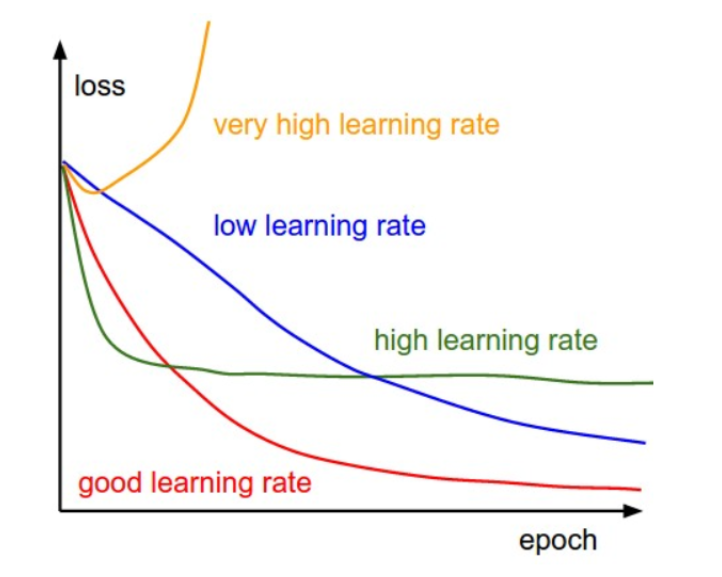 loss
very high learning rate
low learning rate
high learning rate
good learning rate
epoch